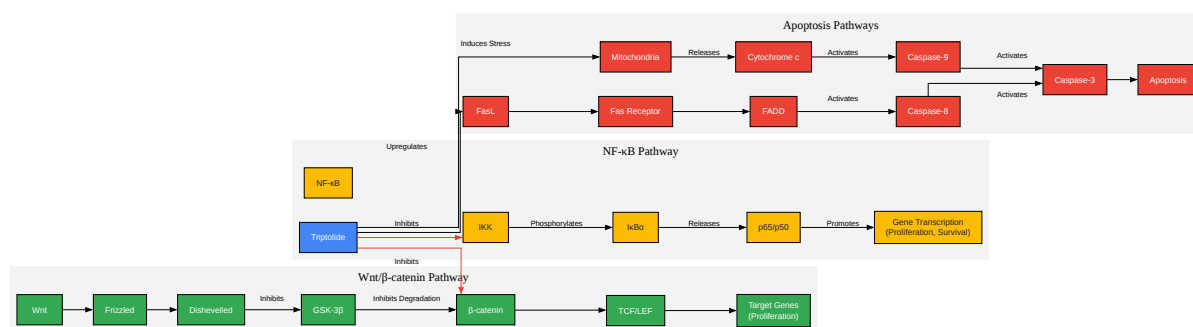 Apoptosis Pathways
Induces Stress
Mitochondria
Releases
Cytochrome c
Activates
Caspase-9
Activates
Caspase-3
Apoptosis
FasL
Fas Receptor
FADD
Activates
Caspase-8
Activates
Upregulates
NF-κB Pathway
NF-κB
Triptolide
Inhibits
IKK
Phosphorylates
IκBα
Releases
p65/p50
Promotes
Gene Transcription
(Proliferation, Survival)
Inhibits
Wnt/β-catenin Pathway
Wnt
Frizzled
Dishevelled
Inhibits
GSK-3β
Inhibits Degradation
β-catenin
TCF/LEF
Target Genes
(Proliferation)